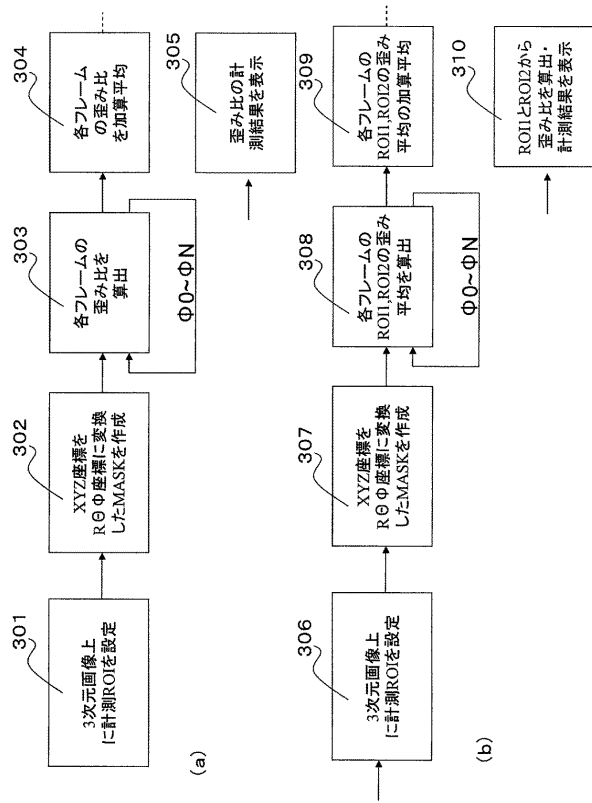 301
3次元画像上
に計測ROIを設定
302
XYZ座標を
RΘΦ座標に変換
したMASKを作成
303
各フレームの
歪み比を
算出
Φ0~ΦN
304
各フレーム
の歪み比
を加算平均
305
歪み比の計
測結果を表示
(a)
306
3次元画像上
に計測ROIを設定
307
XYZ座標を
RΘΦ座標に変換
したMASKを作成
308
各フレームの
ROI1,ROI2の歪み
平均を算出
Φ0~ΦN
309
各フレームの
ROI1,ROI2の歪み
平均の加算平均
310
ROI1とROI2から
歪み比を算出・
計測結果を表示
(b)